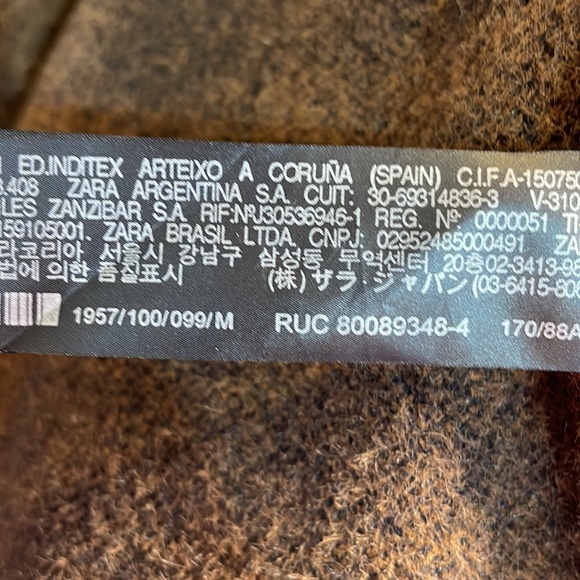 ED.INDITEX ARTEIXO A CORUÑA (SPAIN) C.I.F.A-150750
.408 ZARA ARGENTINA S.A. CUIT: 30-69314836-3 V-310
LES ZANZIBAR S.A. RIF:NºJ30536946-1 REG. Nº 0000051
159105001. ZARA BRASIL LTDA. CNPJ: 02952485000491 ZA
라코리아 서울시 강남구 삼성동 무역센터 20층02-3413-98
법에 의한 품질표시 (株)ザラ・ジャパン (03-6415-80
1957/100/099/M RUC 80089348-4 170/88A